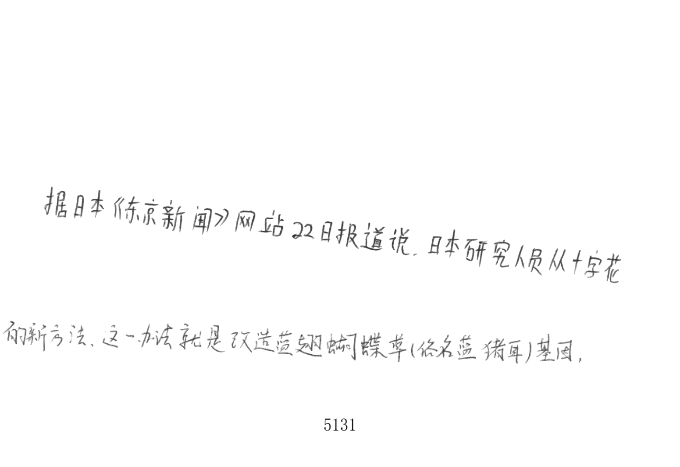 据日本《东京新闻》网站22日报道说，日本研究人员从十字花
的新方法、这一办法就是改造蓝翅蝴蝶草(俗名蓝猪耳)基因，
5131